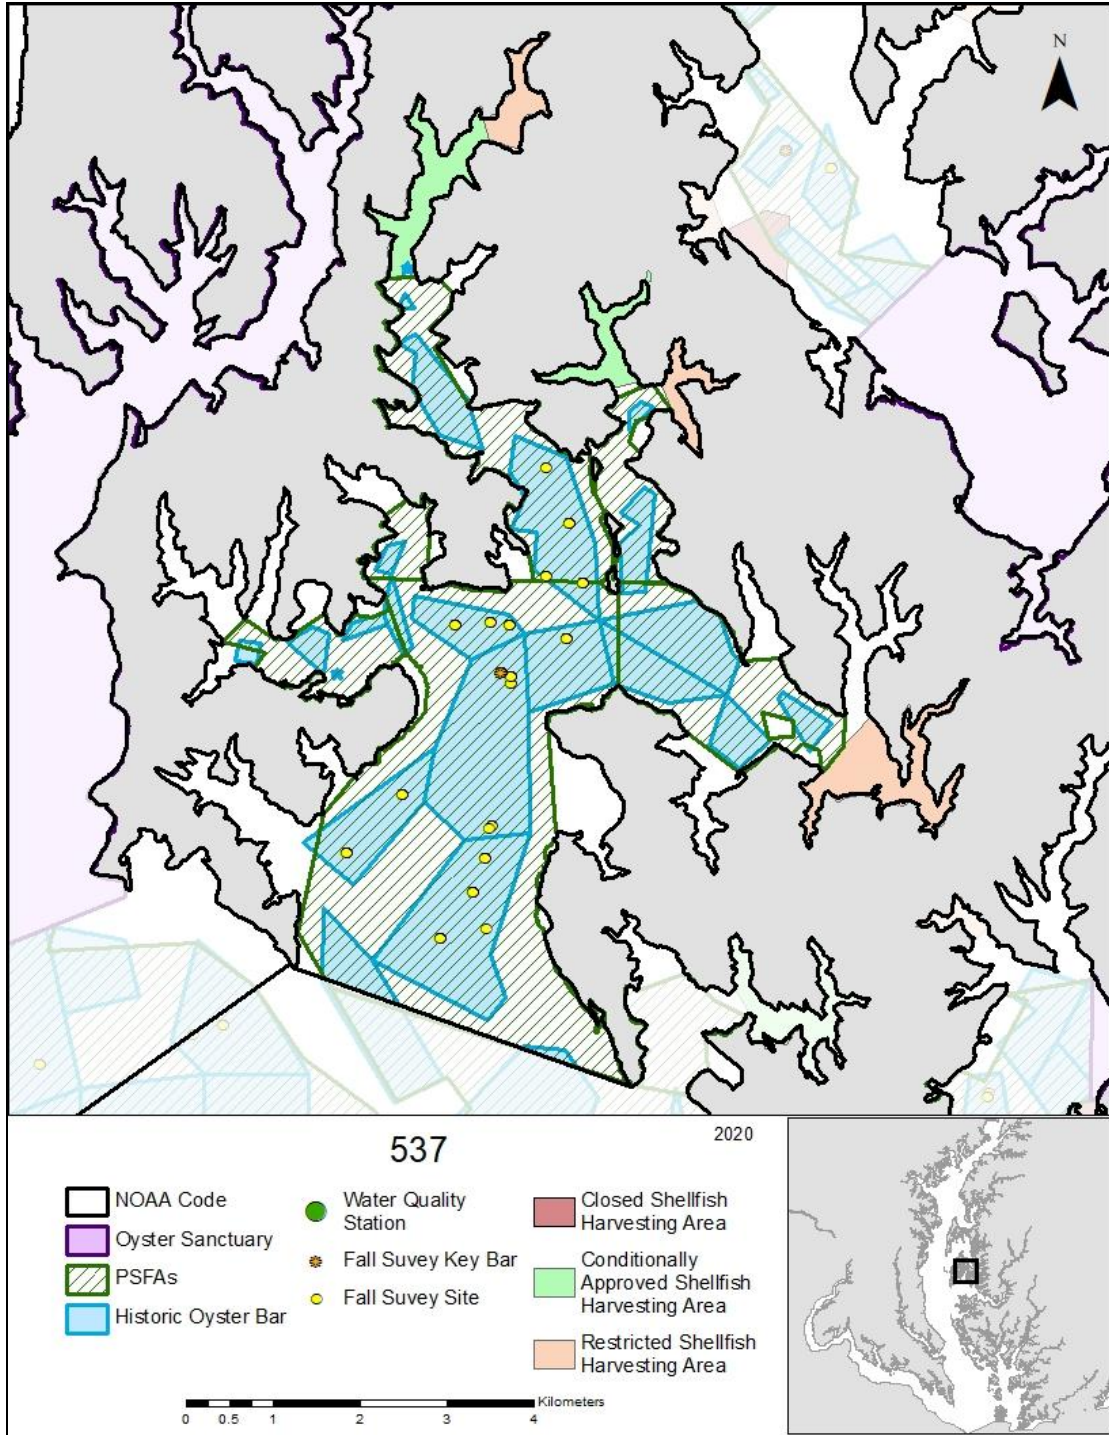 N
537
2020
NOAA Code
Oyster Sanctuary
PSFAs
Historic Oyster Bar
Water Quality
Station
Fall Suvey Key Bar
Fall Suvey Site
Closed Shellfish
Harvesting Area
Conditionally
Approved Shellfish
Harvesting Area
Restricted Shellfish
Harvesting Area
Kilometers
0 0.5 1 2 3 4